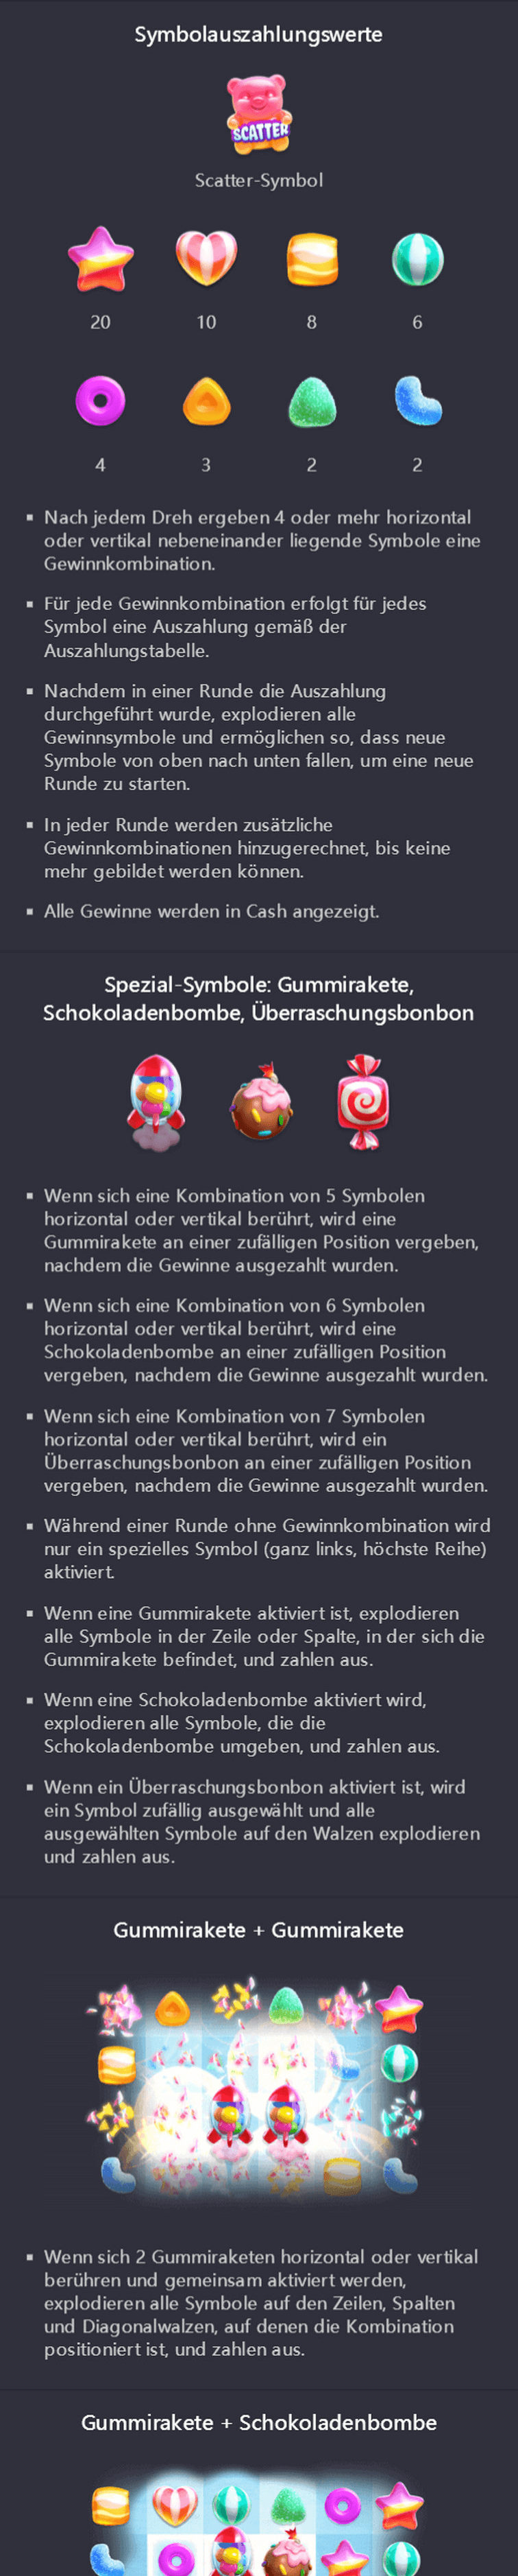 Symbolauszahlungswerte
SCATTER
Scatter-Symbol
20 10 8 6
4 3 2 2
▪ Nach jedem Dreh ergeben 4 oder mehr horizontal
oder vertikal nebeneinander liegende Symbole eine
Gewinnkombination.
▪ Für jede Gewinnkombination erfolgt für jedes
Symbol eine Auszahlung gemäß der
Auszahlungstabelle.
▪ Nachdem in einer Runde die Auszahlung
durchgeführt wurde, explodieren alle
Gewinnsymbole und ermöglichen so, dass neue
Symbole von oben nach unten fallen, um eine neue
Runde zu starten.
▪ In jeder Runde werden zusätzliche
Gewinnkombinationen hinzugerechnet, bis keine
mehr gebildet werden können.
▪ Alle Gewinne werden in Cash angezeigt.
Spezial-Symbole: Gummirakete,
Schokoladenbombe, Überraschungsbonbon
▪ Wenn sich eine Kombination von 5 Symbolen
horizontal oder vertikal berührt, wird eine
Gummirakete an einer zufälligen Position vergeben,
nachdem die Gewinne ausgezahlt wurden.
▪ Wenn sich eine Kombination von 6 Symbolen
horizontal oder vertikal berührt, wird eine
Schokoladenbombe an einer zufälligen Position
vergeben, nachdem die Gewinne ausgezahlt wurden.
▪ Wenn sich eine Kombination von 7 Symbolen
horizontal oder vertikal berührt, wird ein
Überraschungsbonbon an einer zufälligen Position
vergeben, nachdem die Gewinne ausgezahlt wurden.
▪ Während einer Runde ohne Gewinnkombination wird
nur ein spezielles Symbol (ganz links, höchste Reihe)
aktiviert.
▪ Wenn eine Gummirakete aktiviert ist, explodieren
alle Symbole in der Zeile oder Spalte, in der sich die
Gummirakete befindet, und zahlen aus.
▪ Wenn eine Schokoladenbombe aktiviert wird,
explodieren alle Symbole, die die
Schokoladenbombe umgeben, und zahlen aus.
▪ Wenn ein Überraschungsbonbon aktiviert ist, wird
ein Symbol zufällig ausgewählt und alle
ausgewählten Symbole auf den Walzen explodieren
und zahlen aus.
Gummirakete + Gummirakete
▪ Wenn sich 2 Gummiraketen horizontal oder vertikal
berühren und gemeinsam aktiviert werden,
explodieren alle Symbole auf den Zeilen, Spalten
und Diagonalwalzen, auf denen die Kombination
positioniert ist, und zahlen aus.
Gummirakete + Schokoladenbombe